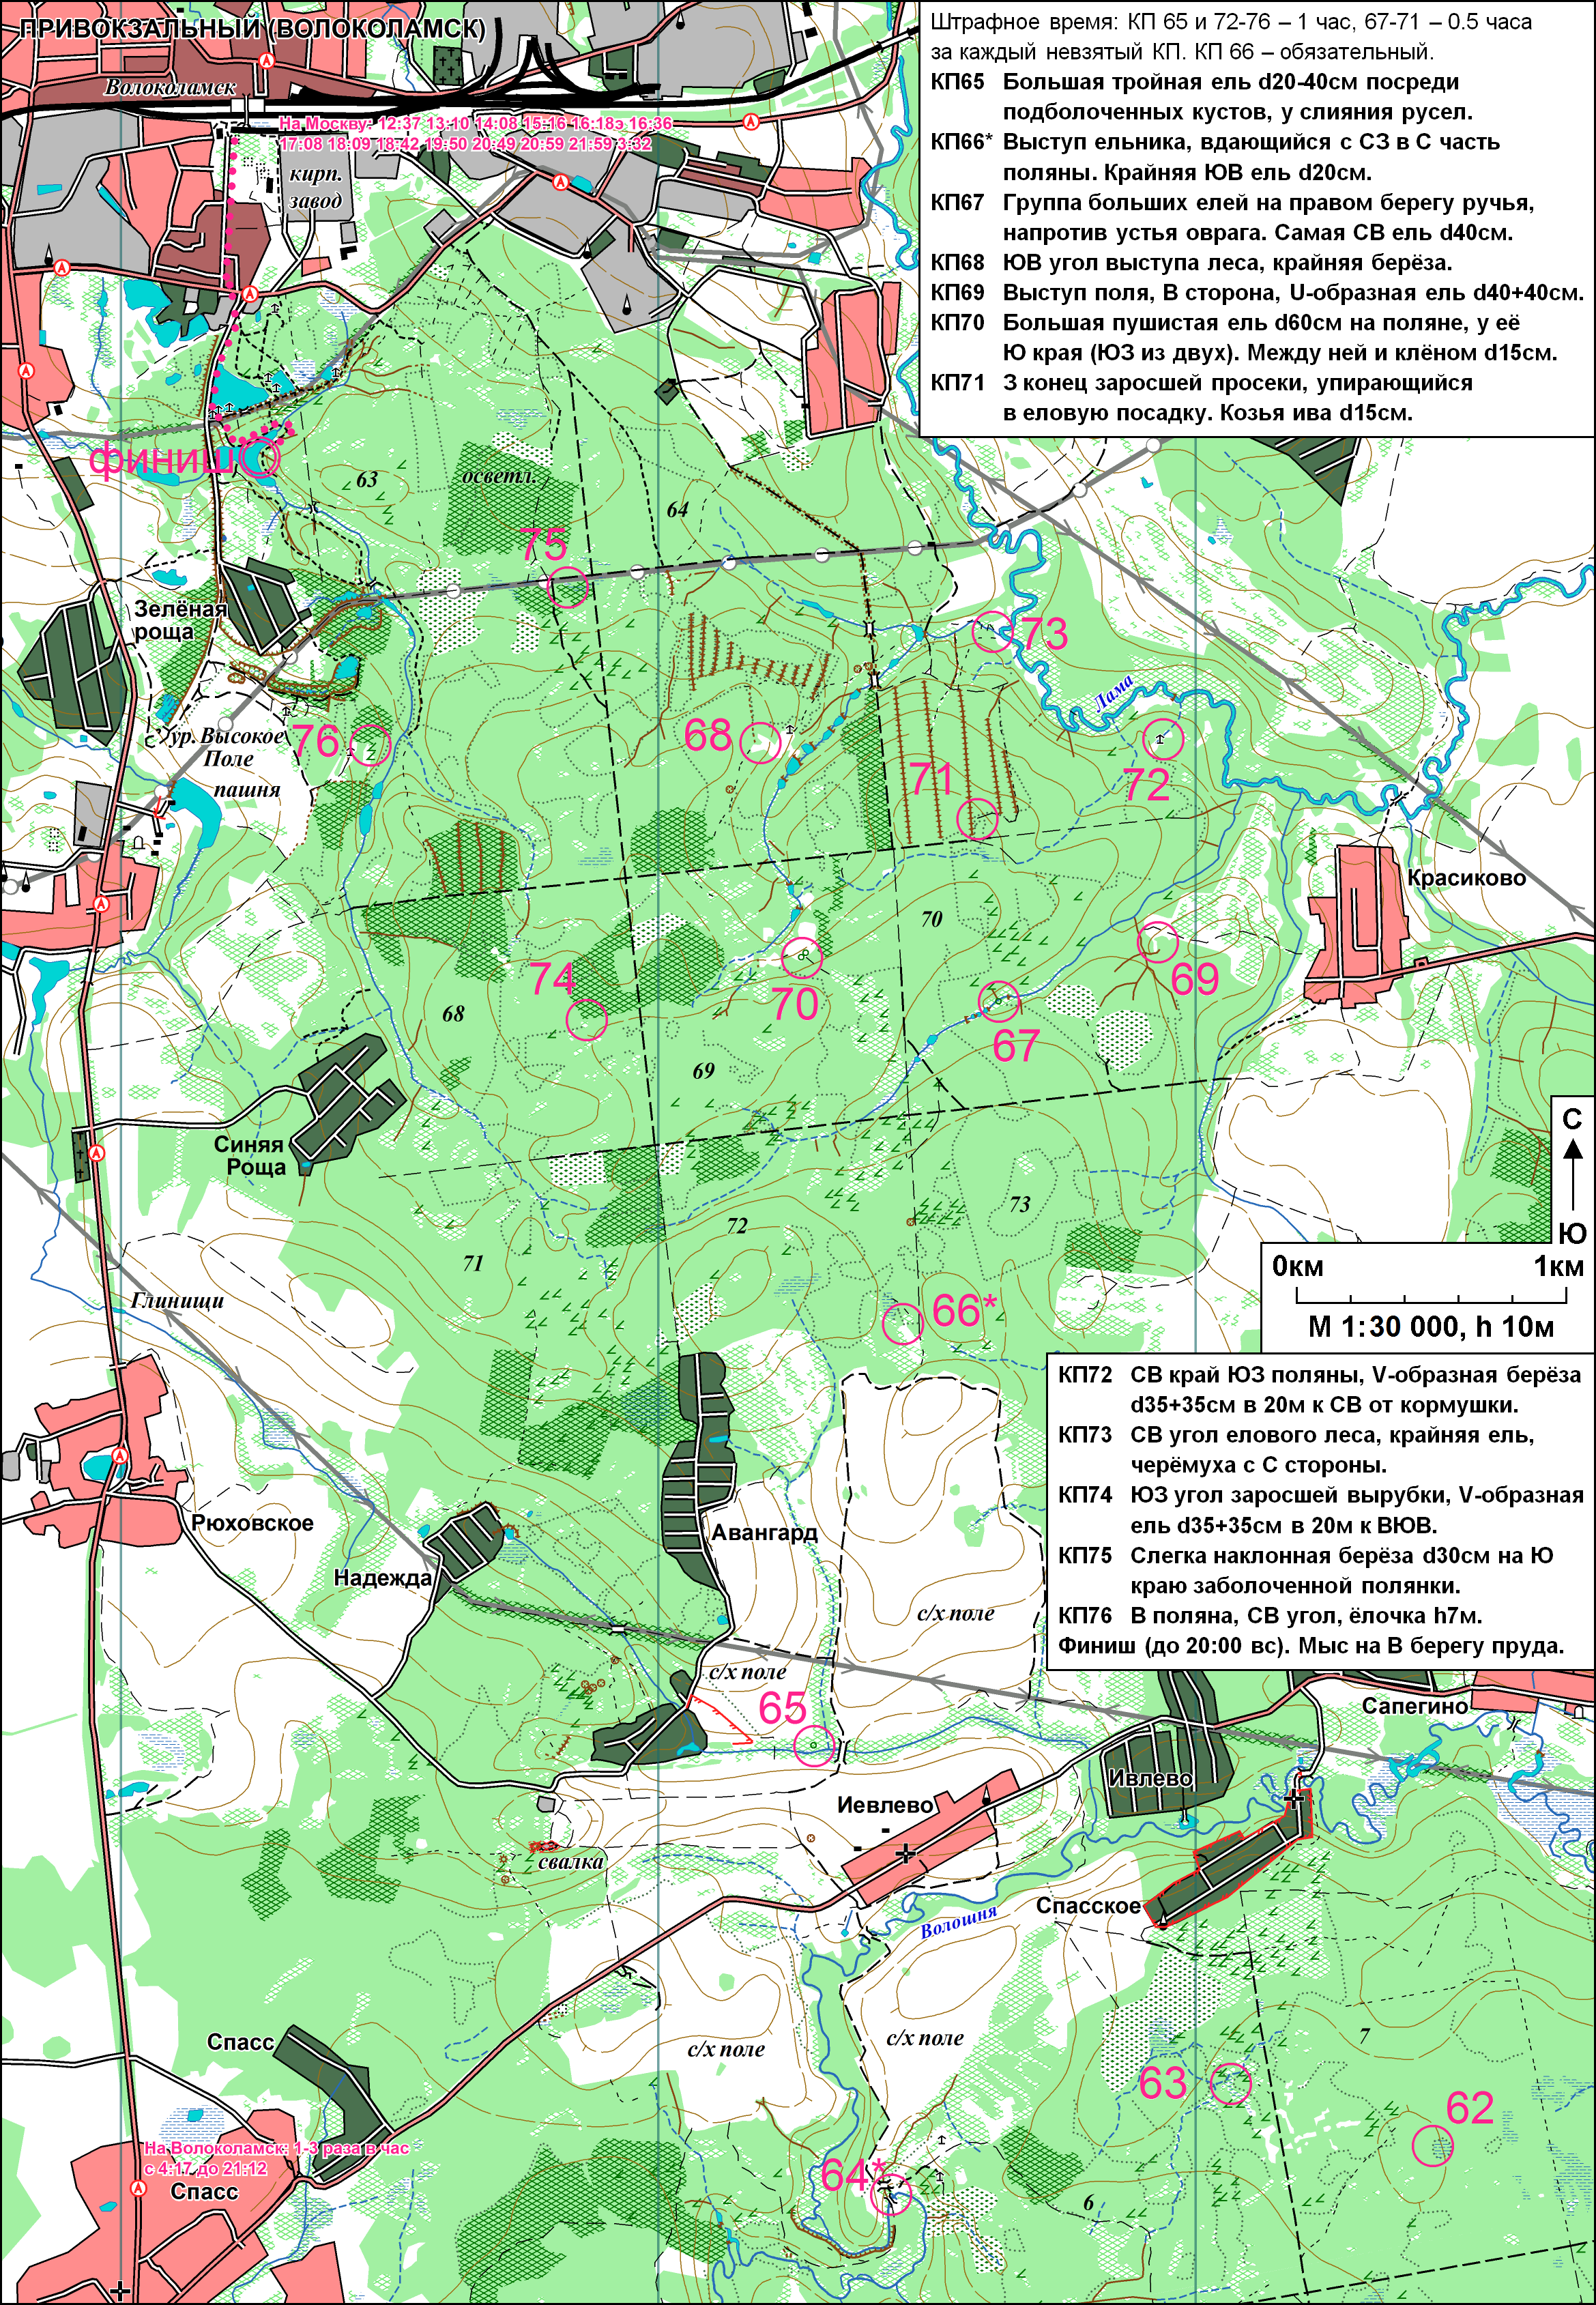 ПРИВОКЗАЛЬНЫЙ (ВОЛОКОЛАМСК)
Волоколамск
На Москву: 12:37 13:10 14:08 15:16 16:18э 16:36
17:08 18:09 18:42 19:50 20:49 20:59 21:59 3:32
кирп.
завод
Штрафное время: КП 65 и 72-76 – 1 час, 67-71 – 0.5 часа
за каждый невзятый КП. КП 66 – обязательный.
КП65 Большая тройная ель d20-40см посреди
подболоченных кустов, у слияния русел.
КП66* Выступ ельника, вдающийся с СЗ в С часть
поляны. Крайняя ЮВ ель d20см.
КП67 Группа больших елей на правом берегу ручья,
напротив устья оврага. Самая СВ ель d40см.
КП68 ЮВ угол выступа леса, крайняя берёза.
КП69 Выступ поля, В сторона, U-образная ель d40+40см.
КП70 Большая пушистая ель d60см на поляне, у её
Ю края (ЮЗ из двух). Между ней и клёном d15см.
КП71 З конец заросшей просеки, упирающийся
в еловую посадку. Козья ива d15см.
финиш
63
осветл.
64
75
Зелёная
роща
73
Лама
ур. Высокое
Поле
пашня
76
68
71
72
Красиково
70
74
70
69
67
68
69
Синяя
Роща
73
72
71
С
Ю
0км 1км
М 1:30 000, h 10м
Глинищи
66*
КП72 СВ край ЮЗ поляны, V-образная берёза
d35+35см в 20м к СВ от кормушки.
КП73 СВ угол елового леса, крайняя ель,
черёмуха с С стороны.
КП74 ЮЗ угол заросшей вырубки, V-образная
ель d35+35см в 20м к ВЮВ.
КП75 Слегка наклонная берёза d30см на Ю
краю заболоченной полянки.
КП76 В поляна, СВ угол, ёлочка h7м.
Финиш (до 20:00 вс). Мыс на В берегу пруда.
Рюховское
Авангард
Надежда
с/х поле
с/х поле
65
Сапегино
Ивлево
Иевлево
свалка
Спасское
Волошня
Спасс
с/х поле
с/х поле
7
63
62
На Волоколамск: 1-3 раза в час
с 4:17 до 21:12
Спасс
64*
6